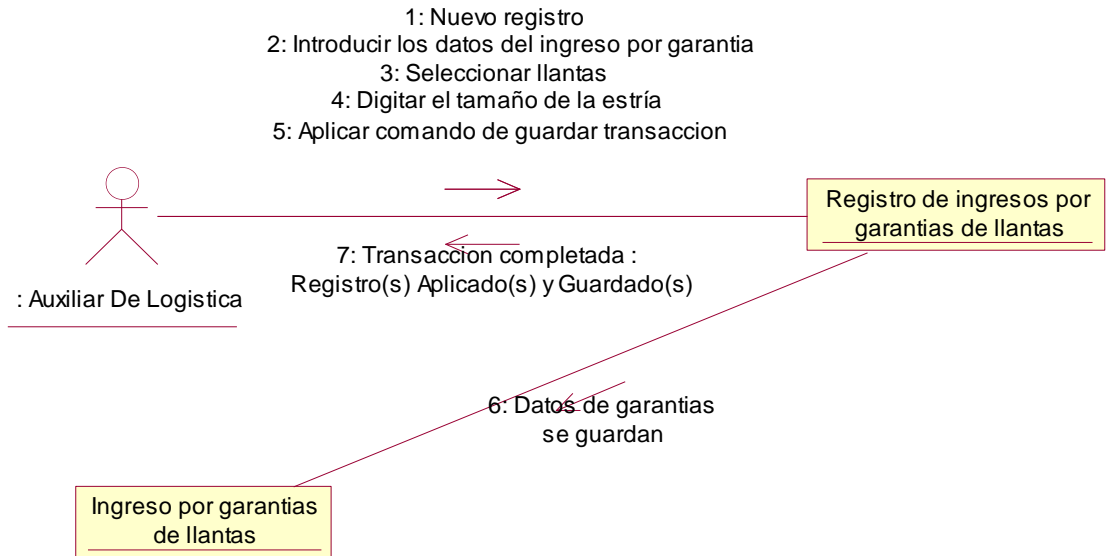 1: Nuevo registro
2: Introducir los datos del ingreso por garantia
3: Seleccionar llantas
4: Digitar el tamaño de la estría
5: Aplicar comando de guardar transaccion
Registro de ingresos por
garantias de llantas
7: Transaccion completada :
Registro(s) Aplicado(s) y Guardado(s)
: Auxiliar De Logistica
6: Datos de garantias
se guardan
Ingreso por garantias
de llantas